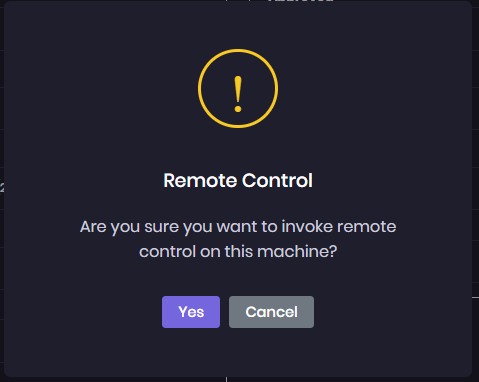 !
Remote Control
Are you sure you want to invoke remote
control on this machine?
Yes
Cancel